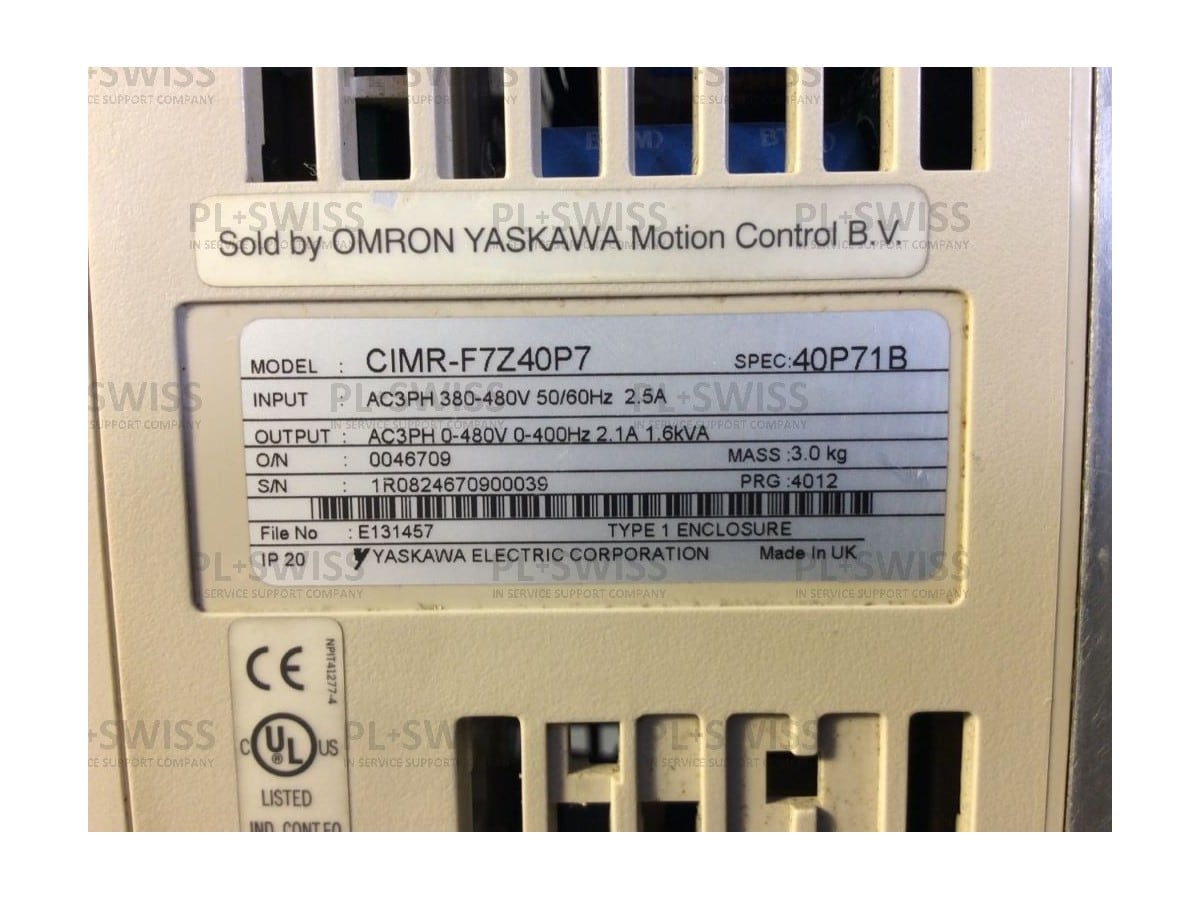 Sold by OMRON YASKAWA Motion Control B.V.
MODEL : CIMR-F7Z40P7 SPEC:40P71B
INPUT : AC3PH 380-480V 50/60Hz 2.5A
OUTPUT : AC3PH 0-480V 0-400Hz 2.1A 1.6kVA
O/N : 0046709 MASS :3.0 kg
S/N : 1R0824670900039 PRG :4012
File No : E131457 TYPE 1 ENCLOSURE
IP 20 YASKAWA ELECTRIC CORPORATION Made In UK
CE
NPIT41277-4
C UL US
®
LISTED
IND.CONT.EQ
PL+SWISS
IN SERVICE SUPPORT COMPANY